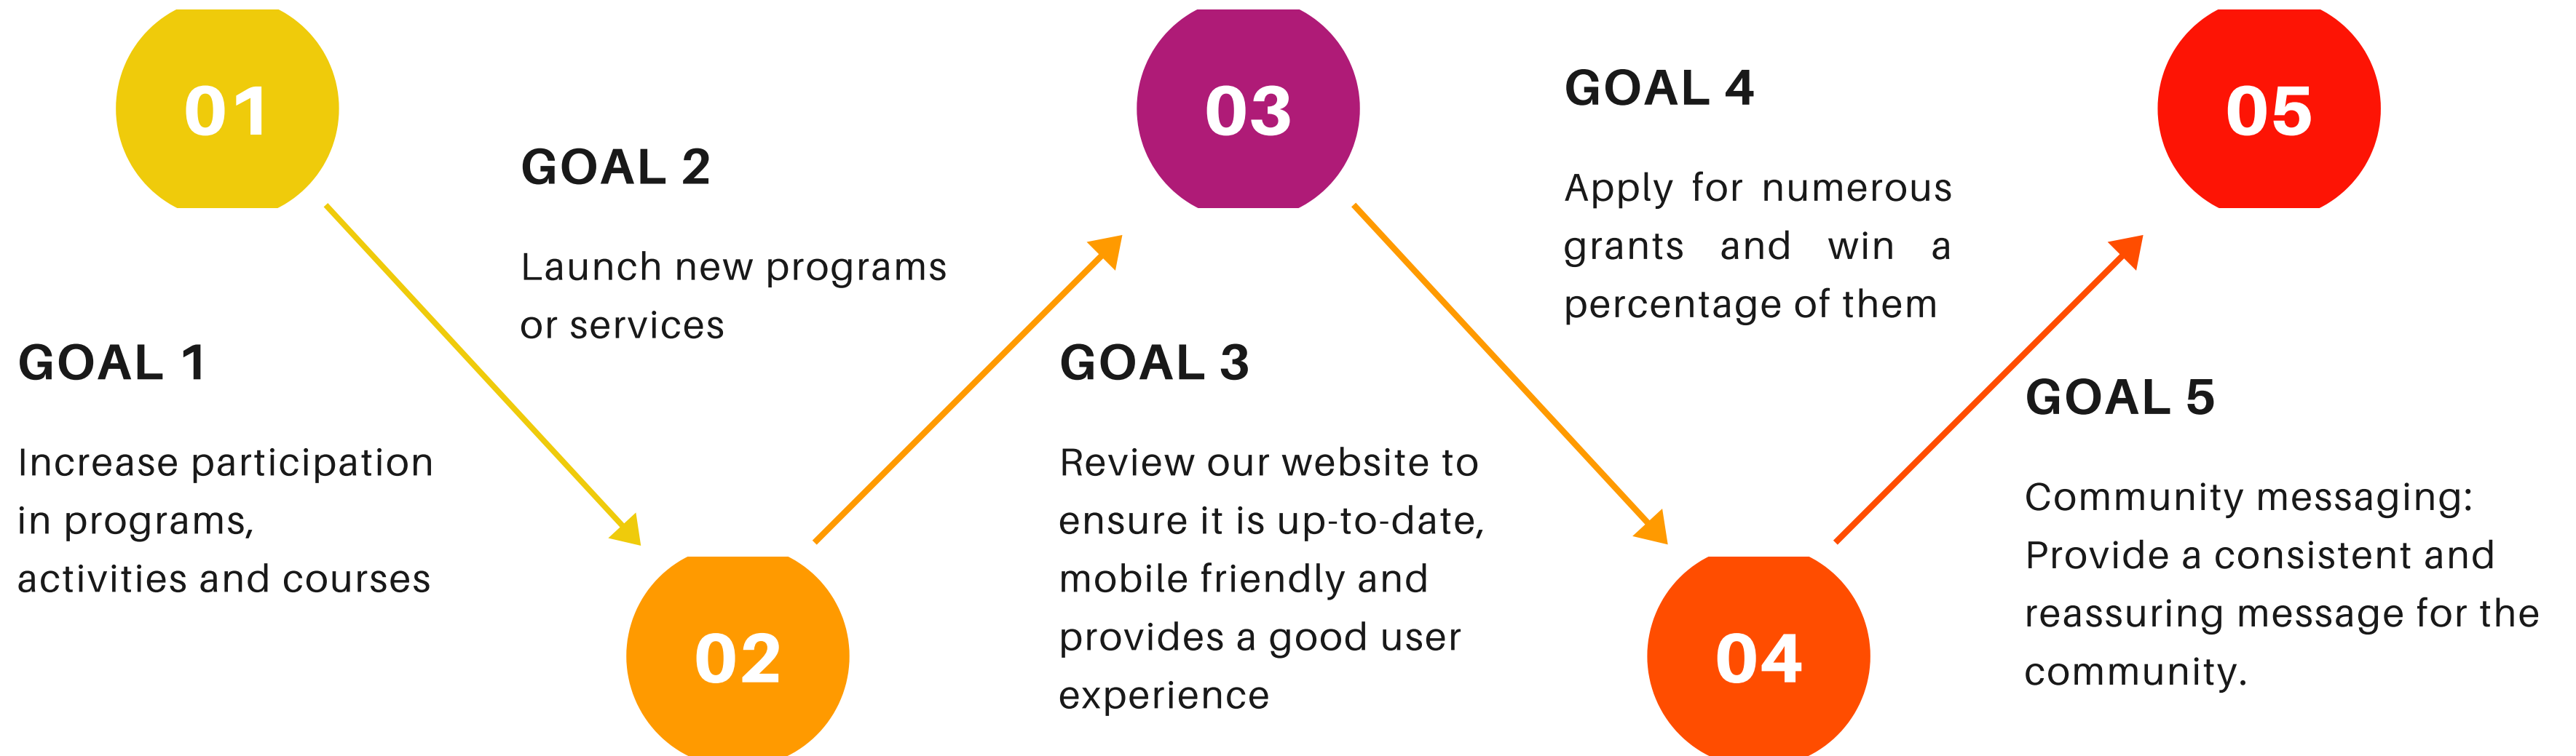 01
GOAL 1
Increase participation
in programs,
activities and courses
GOAL 2
Launch new programs
or services
02
03
GOAL 3
Review our website to
ensure it is up-to-date,
mobile friendly and
provides a good user
experience
GOAL 4
Apply for numerous
grants and win a
percentage of them
04
05
GOAL 5
Community messaging:
Provide a consistent and
reassuring message for the
community.